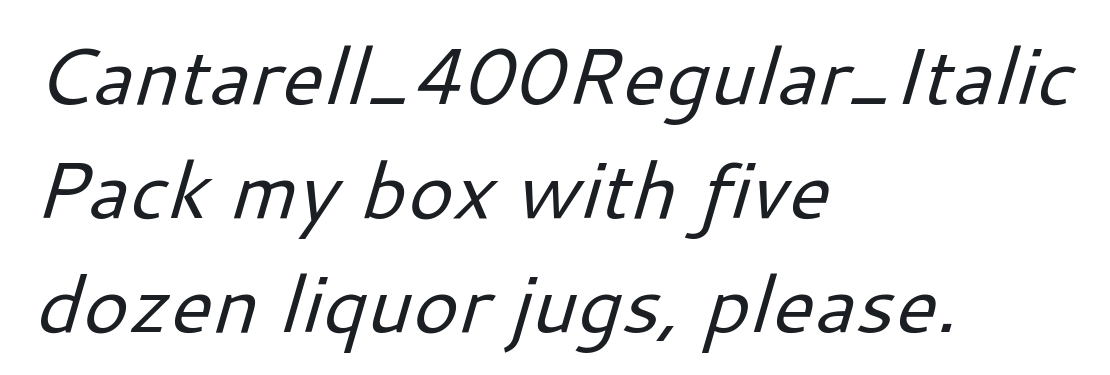 Cantarell_400Regular_Italic
Pack my box with five
dozen liquor jugs, please.